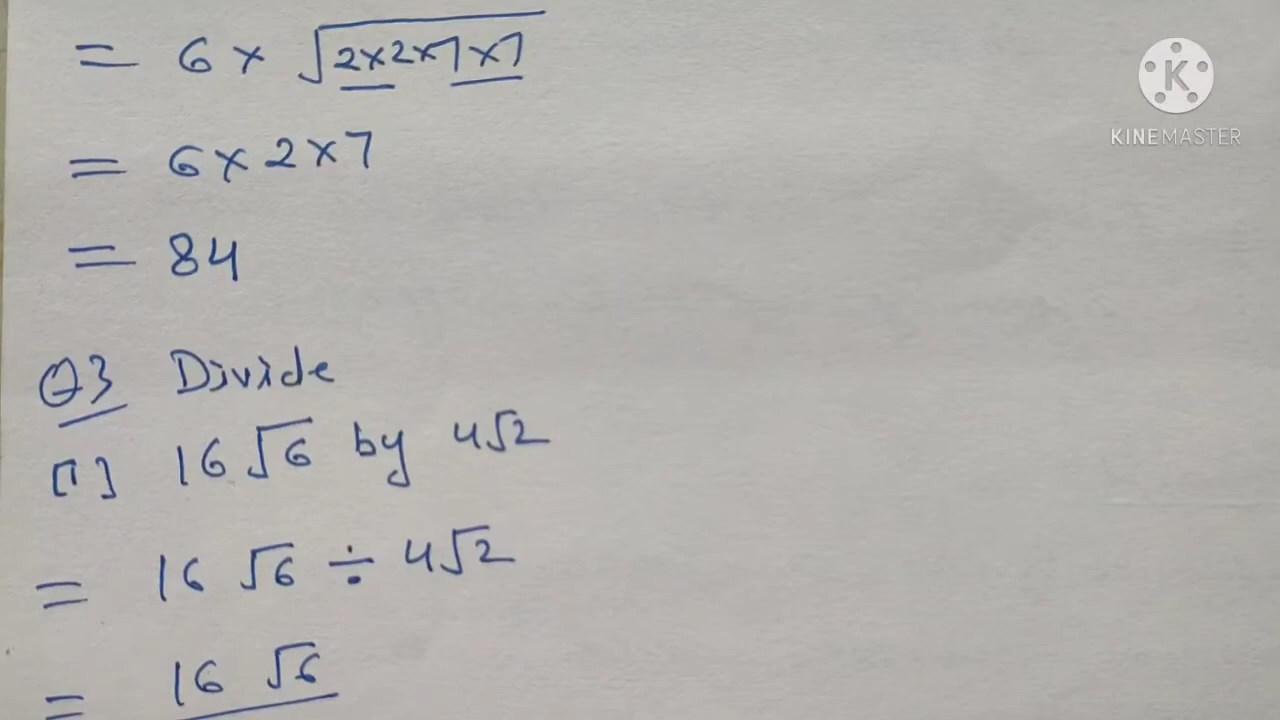 = 6 × √2×2×7×7
= 6 × 2 × 7
= 84
Q3 Divide
[1] 16 √6 by 4√2
= 16 √6 ÷ 4√2
= 16 √6
K
KINEMASTER